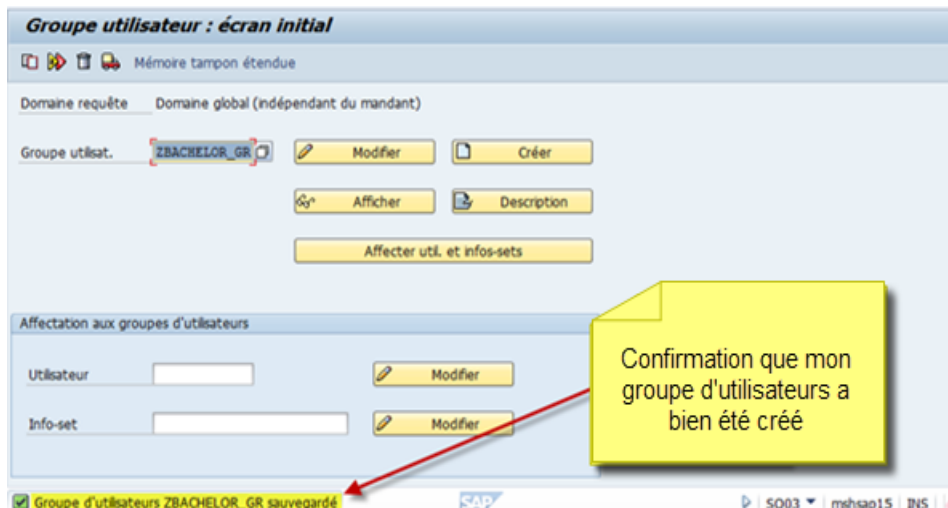 Groupe utilisateur : écran initial
Mémoire tampon étendue
Domaine requête Domaine global (indépendant du mandant)
Groupe utilisat. ZBACHELOR_GR Modifier Créer
Afficher Description
Affecter util. et infos-sets
Affectation aux groupes d'utilisateurs
Utilisateur Modifier
Info-set Modifier
Confirmation que mon
groupe d'utilisateurs a
bien été créé
Groupe d'utilisateurs ZBACHELOR_GR sauvegardé
SAP
SQ03 mshsap15 INS